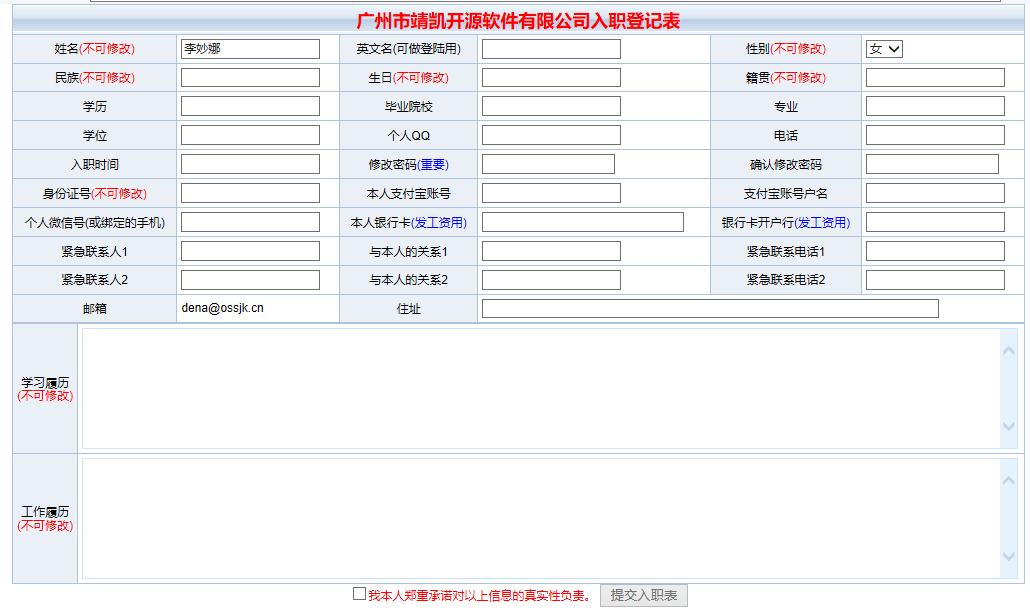 广州市靖凯开源软件有限公司入职登记表
姓名(不可修改) 李妙娜 英文名(可做登陆用) 性别(不可修改) 女
民族(不可修改) 生日(不可修改) 籍贯(不可修改)
学历 毕业院校 专业
学位 个人QQ 电话
入职时间 修改密码(重要) 确认修改密码
身份证号(不可修改) 本人支付宝账号 支付宝账号户名
个人微信号(或绑定的手机) 本人银行卡(发工资用) 银行卡开户行(发工资用)
紧急联系人1 与本人的关系1 紧急联系电话1
紧急联系人2 与本人的关系2 紧急联系电话2
邮箱 dena@ossjk.cn 住址
学习履历
(不可修改)
工作履历
(不可修改)
我本人郑重承诺对以上信息的真实性负责。 提交入职表